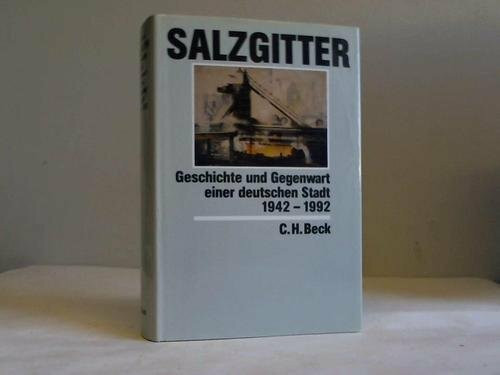 SALZGITTER
Geschichte und Gegenwart
einer deutschen Stadt
1942 – 1992
C. H. Beck